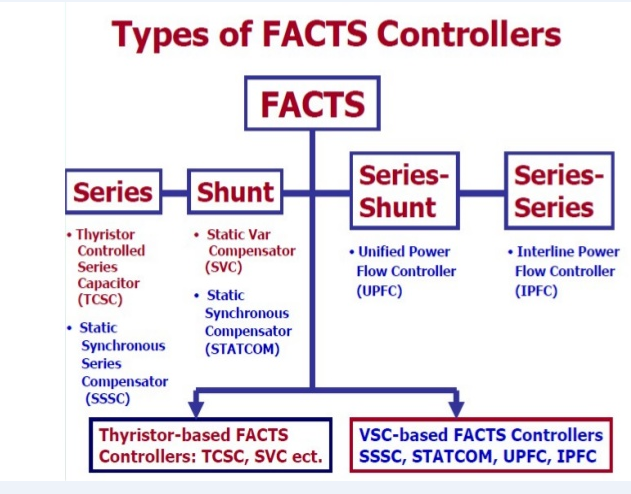 Types of FACTS Controllers
FACTS
Series
• Thyristor
Controlled
Series
Capacitor
(TCSC)
• Static
Synchronous
Series
Compensator
(SSSC)
Shunt
• Static Var
Compensator
(SVC)
• Static
Synchronous
Compensator
(STATCOM)
Series-
Shunt
• Unified Power
Flow Controller
(UPFC)
Series-
Series
• Interline Power
Flow Controller
(IPFC)
Thyristor-based FACTS
Controllers: TCSC, SVC ect.
VSC-based FACTS Controllers
SSSC, STATCOM, UPFC, IPFC